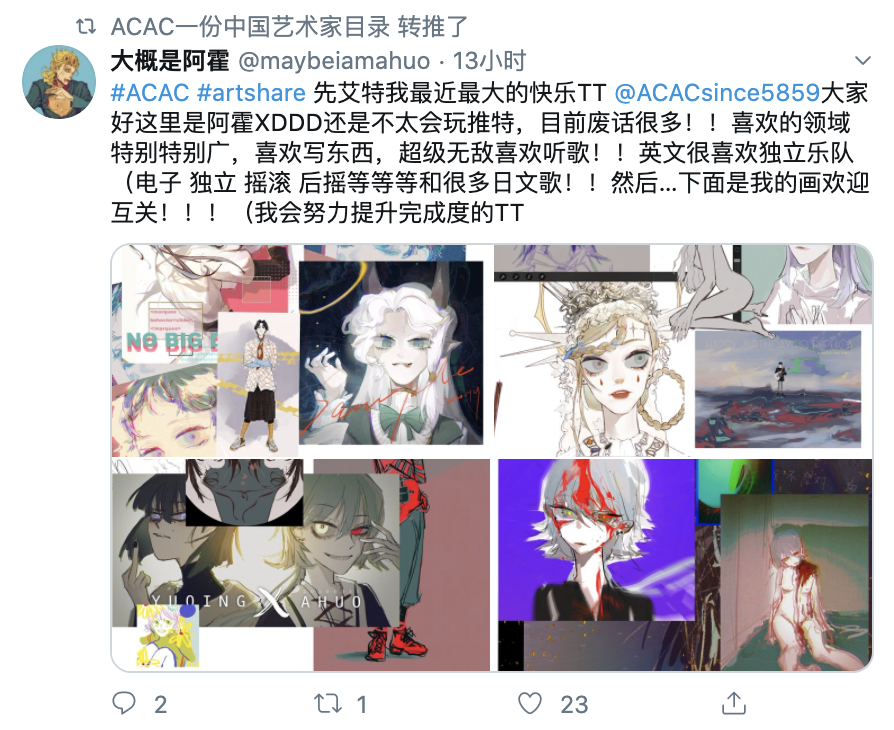 ACAC一份中国艺术家目录 转推了
大概是阿霍 @maybeiamahuo · 13小时
#ACAC #artshare 先艾特我最近最大的快乐TT @ACACsince5859大家
好这里是阿霍XDDD还是不太会玩推特，目前废话很多！！喜欢的领域
特别特别广，喜欢写东西，超级无敌喜欢听歌！！英文很喜欢独立乐队
（电子 独立 摇滚 后摇等等等和很多日文歌！！然后...下面是我的画欢迎
互关！！！（我会努力提升完成度的TT
NO BIG
YUQING X AHUO
2
1
23